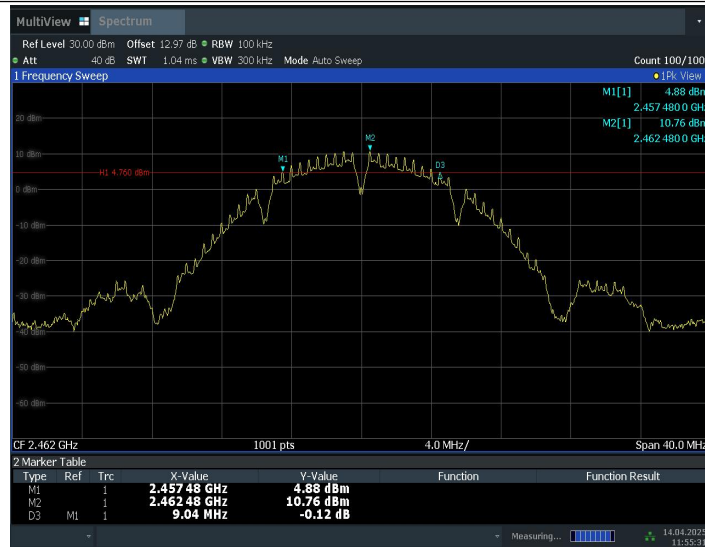 MultiView Spectrum
Ref Level 30.00 dBm Offset 12.97 dB RBW 100 kHz
Att 40 dB SWT 1.04 ms VBW 300 kHz Mode Auto Sweep Count 100/100
1 Frequency Sweep 1Pk View
M1[1] 4.88 dBm
2.457 480 0 GHz
M2[1] 10.76 dBm
2.462 480 0 GHz
20 dBm
M2
10 dBm
M1
D3
H1 4.760 dBm
0 dBm
-10 dBm
-20 dBm
-30 dBm
-40 dBm
-50 dBm
-60 dBm
CF 2.462 GHz 1001 pts 4.0 MHz/ Span 40.0 MHz
2 Marker Table
Type Ref Trc X-Value Y-Value Function Function Result
M1 1 2.457 48 GHz 4.88 dBm
M2 1 2.462 48 GHz 10.76 dBm
D3 M1 1 9.04 MHz -0.12 dB
Measuring... 14.04.2025
11:55:31